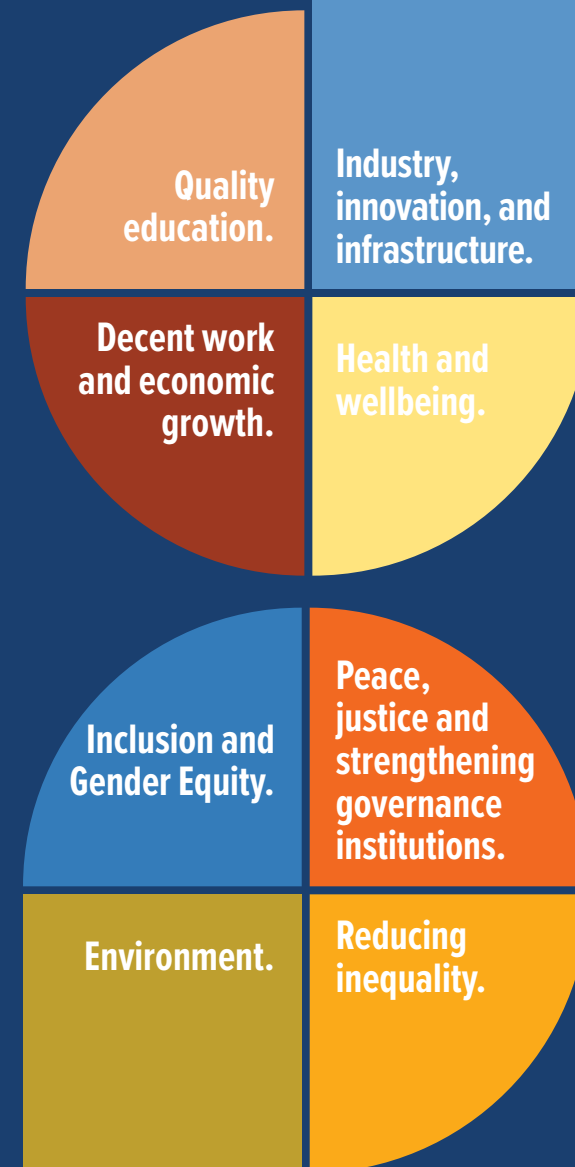 Quality
education.
Industry,
innovation, and
infrastructure.
Decent work
and economic
growth.
Health and
wellbeing.
Inclusion and
Gender Equity.
Peace,
justice and
strengthening
governance
institutions.
Environment.
Reducing
inequality.